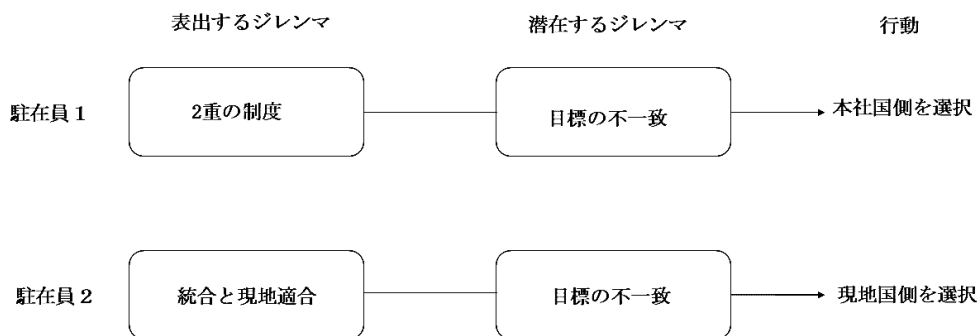 表出するジレンマ 潜在するジレンマ 行動
駐在員１ 2重の制度 目標の不一致 本社国側を選択
駐在員２ 統合と現地適合 目標の不一致 現地国側を選択